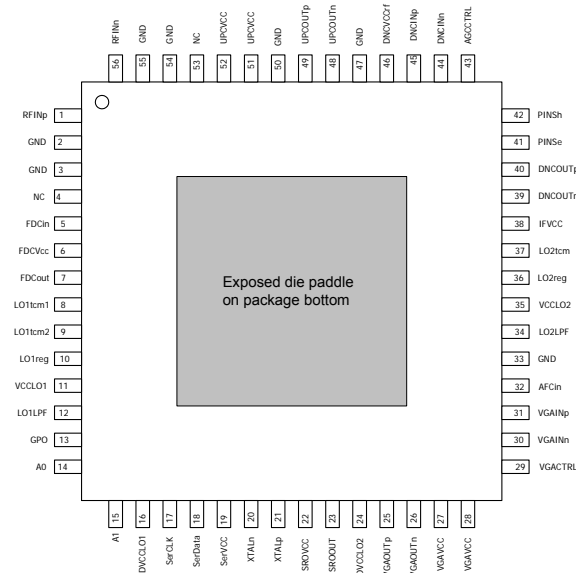 RFINn 56
GND 55
GND 54
NC 53
UPCVCC 52
UPCVCC 51
GND 50
UPCOUTp 49
UPCOUTn 48
GND 47
DNCVCCrf 46
DNCINp 45
DNCINn 44
AGCCTRL 43
RFINp 1
GND 2
GND 3
NC 4
FDCin 5
FDCVcc 6
FDCout 7
LO1tcm1 8
LO1tcm2 9
LO1reg 10
VCCLO1 11
LO1LPF 12
GPO 13
A0 14
Exposed die paddle
on package bottom
42 PINSh
41 PINSe
40 DNCOUTp
39 DNCOUTn
38 IFVCC
37 LO2tcm
36 LO2reg
35 VCCLO2
34 LO2LPF
33 GND
32 AFCin
31 VGAINp
30 VGAINn
29 VGACTRL
A1 15
DVCCLO1 16
SerCLK 17
SerData 18
SerVCC 19
XTALn 20
XTALp 21
SROVCC 22
SROOUT 23
DVCCLO2 24
VGAOUTp 25
VGAOUTn 26
VGAVCC 27
VGAVCC 28